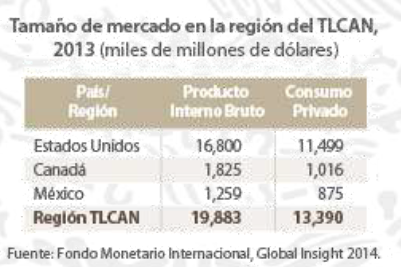 Tamaño de mercado en la región del TLCAN,
2013 (miles de millones de dólares)
País/ Producto Consumo
Región Interno Bruto Privado
Estados Unidos 16,800 11,499
Canadá 1,825 1,016
México 1,259 875
Región TLCAN 19,883 13,390
Fuente: Fondo Monetario Internacional, Global Insight 2014.